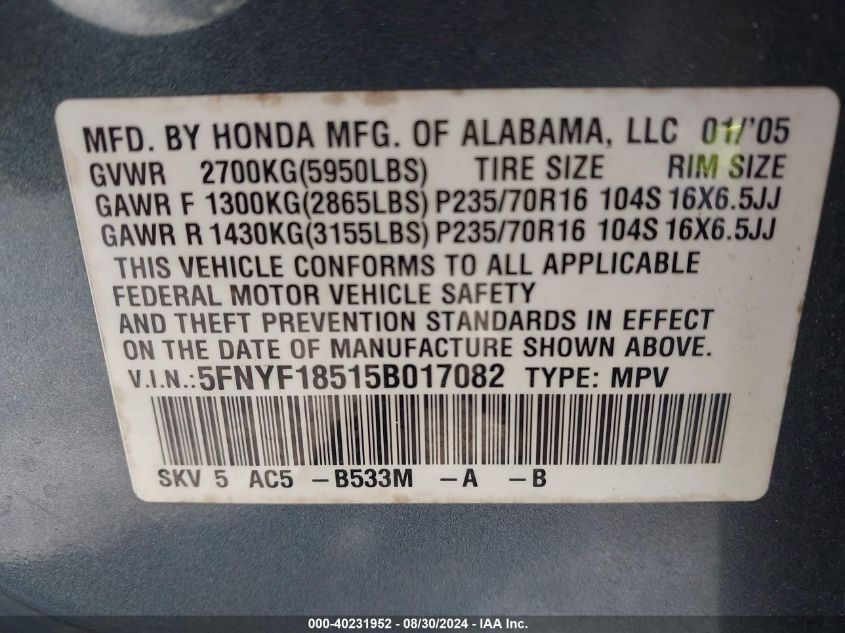 MFD. BY HONDA MFG. OF ALABAMA, LLC 01/'05
GVWR 2700KG(5950LBS) TIRE SIZE RIM SIZE
GAWR F 1300KG(2865LBS) P235/70R16 104S 16X6.5JJ
GAWR R 1430KG(3155LBS) P235/70R16 104S 16X6.5JJ
THIS VEHICLE CONFORMS TO ALL APPLICABLE
FEDERAL MOTOR VEHICLE SAFETY
AND THEFT PREVENTION STANDARDS IN EFFECT
ON THE DATE OF MANUFACTURE SHOWN ABOVE.
V.I.N.: 5FNYF18515B017082 TYPE: MPV
SKV 5 AC5 -B533M -A -B
000-40231952 - 08/30/2024 - Copyright © 2024 IAA, Inc.